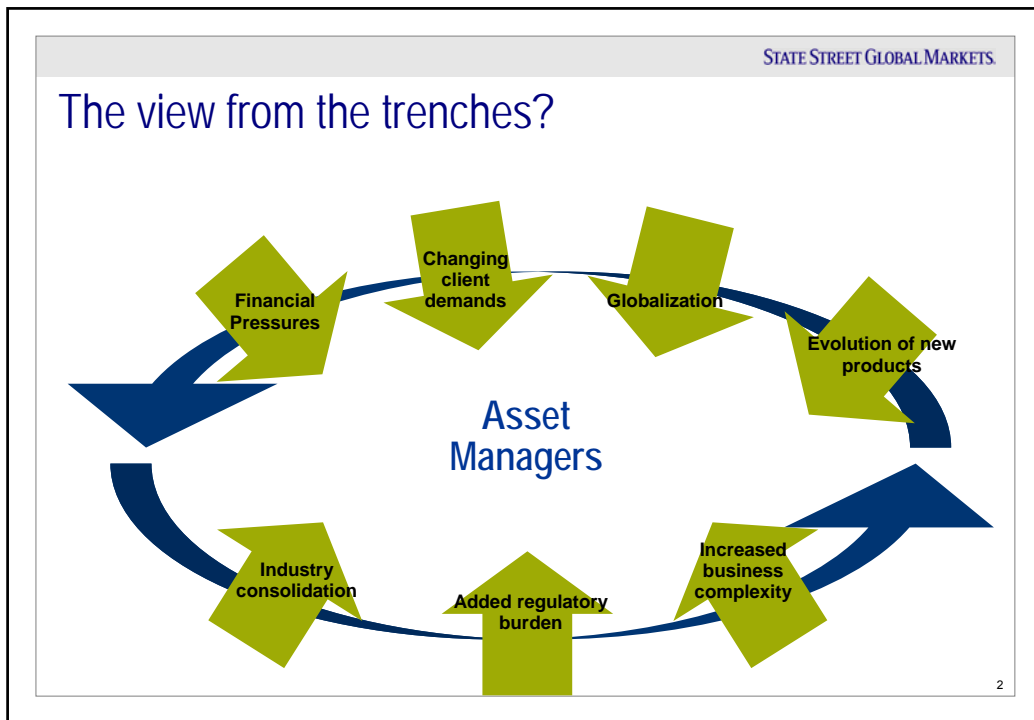 STATE STREET GLOBAL MARKETS.
The view from the trenches?
Financial
Pressures
Changing
client
demands
Globalization
Evolution of new
products
Asset
Managers
Industry
consolidation
Added regulatory
burden
Increased
business
complexity
2